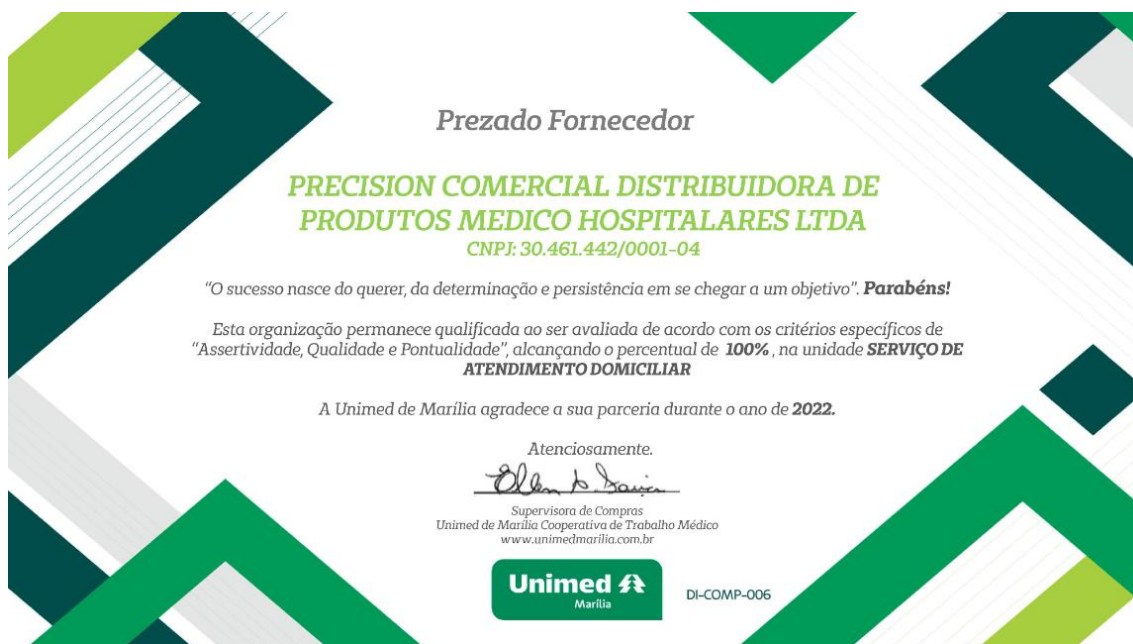 Prezado Fornecedor
PRECISION COMERCIAL DISTRIBUIDORA DE
PRODUTOS MEDICO HOSPITALARES LTDA
CNPJ: 30.461.442/0001-04
"O sucesso nasce do querer, da determinação e persistência em se chegar a um objetivo". Parabéns!
Esta organização permanece qualificada ao ser avaliada de acordo com os critérios específicos de
"Assertividade, Qualidade e Pontualidade", alcançando o percentual de 100% , na unidade SERVIÇO DE
ATENDIMENTO DOMICILIAR
A Unimed de Marília agradece a sua parceria durante o ano de 2022.
Atenciosamente.
Supervisora de Compras
Unimed de Marília Cooperativa de Trabalho Médico
www.unimedmarilia.com.br
Unimed
Marília
DI-COMP-006